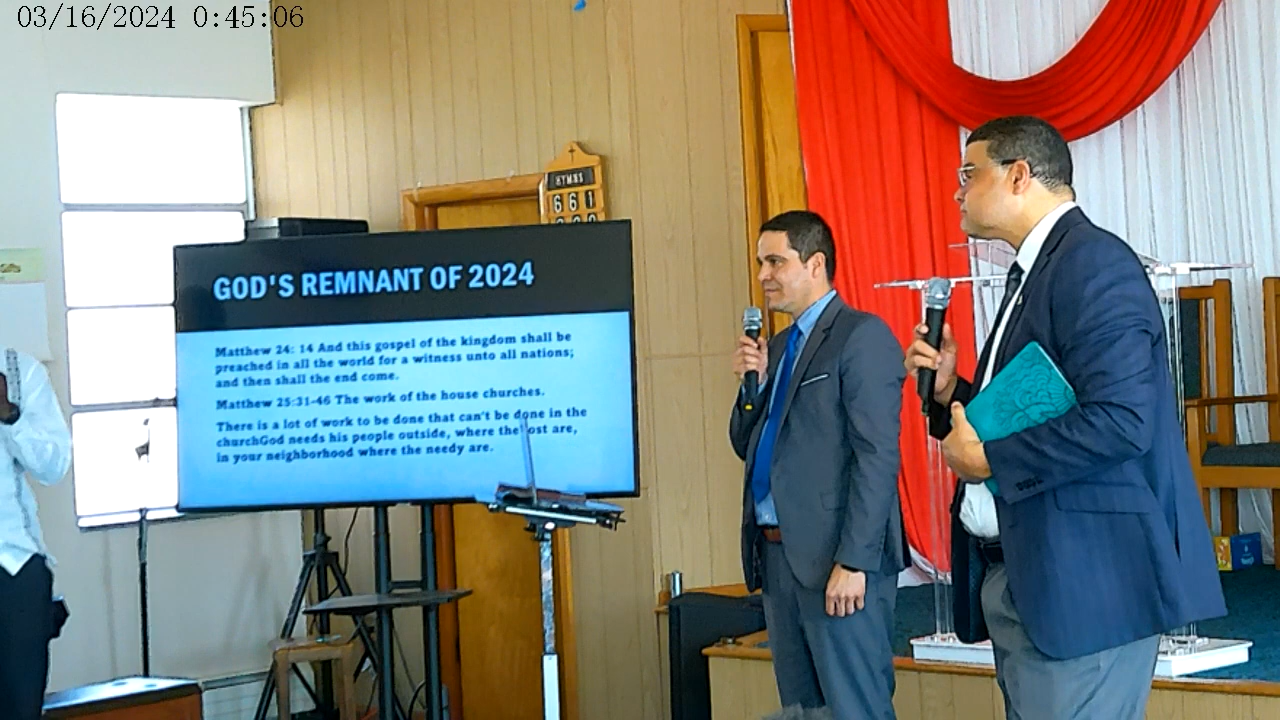 03/16/2024 0:45:06
HYMNS
661
GOD'S REMNANT OF 2024
Matthew 24: 14 And this gospel of the kingdom shall be
preached in all the world for a witness unto all nations;
and then shall the end come.
Matthew 25:31-46 The work of the house churches.
There is a lot of work to be done that can't be done in the
churchGod needs his people outside, where the lost are,
in your neighborhood where the needy are.